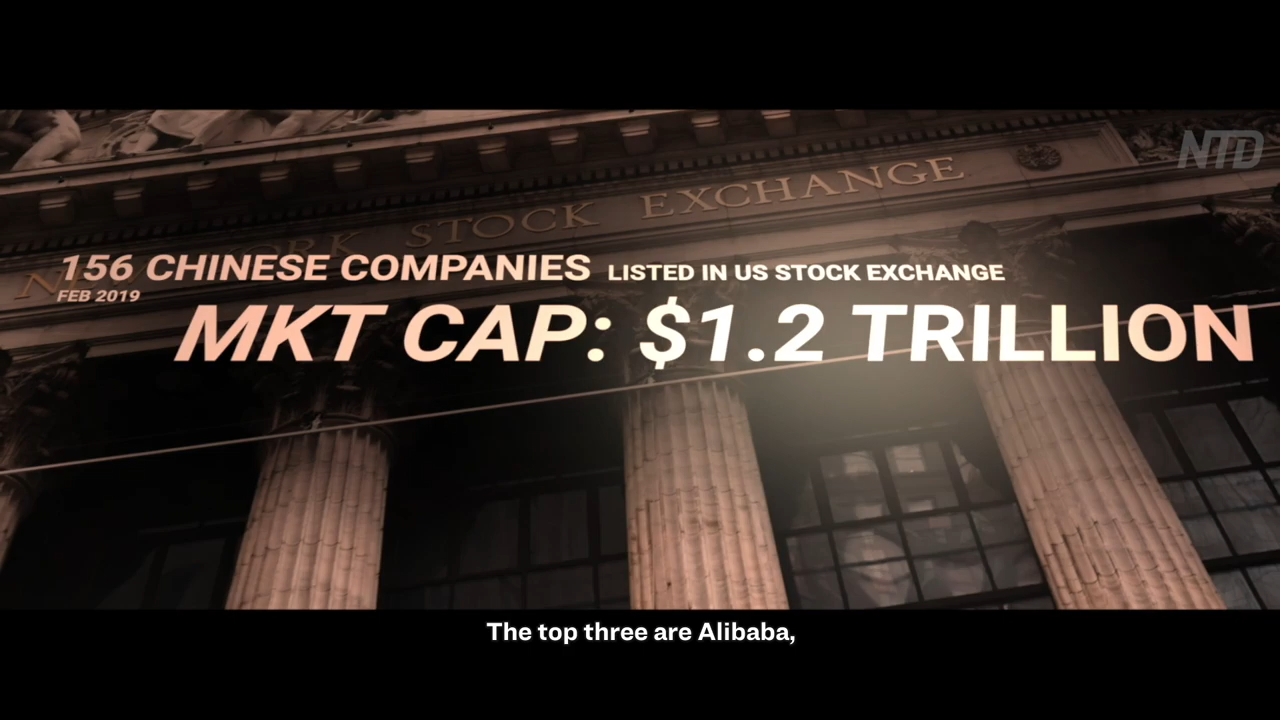 NTD
N   YORK STOCK EXCHANGE
156 CHINESE COMPANIES LISTED IN US STOCK EXCHANGE
FEB 2019
MKT CAP: $1.2 TRILLION
The top three are Alibaba,